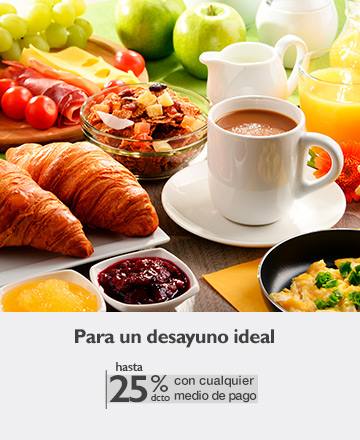 Para un desayuno ideal
hasta
25% dcto con cualquier
medio de pago